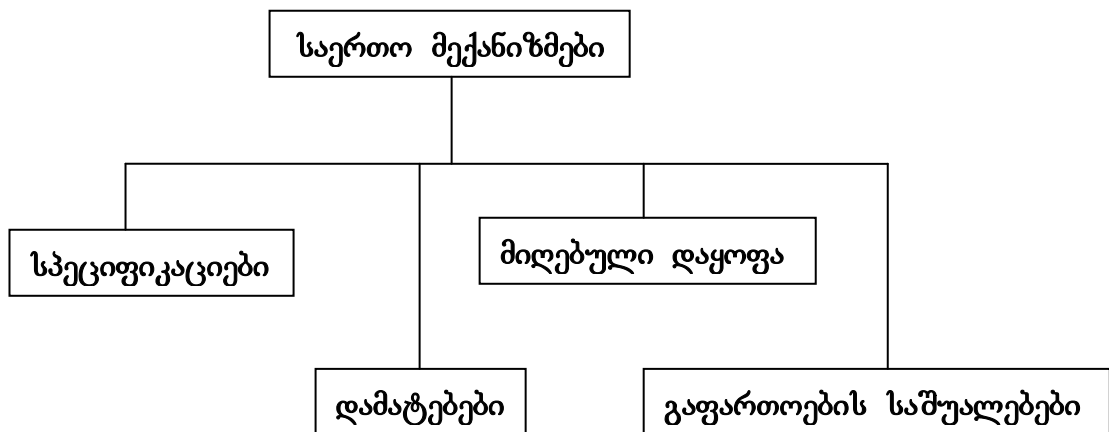 საერთო მექანიზმები
სპეციფიკაციები
მიღებული დაყოფა
დამატებები
გაფართოების საშუალებები